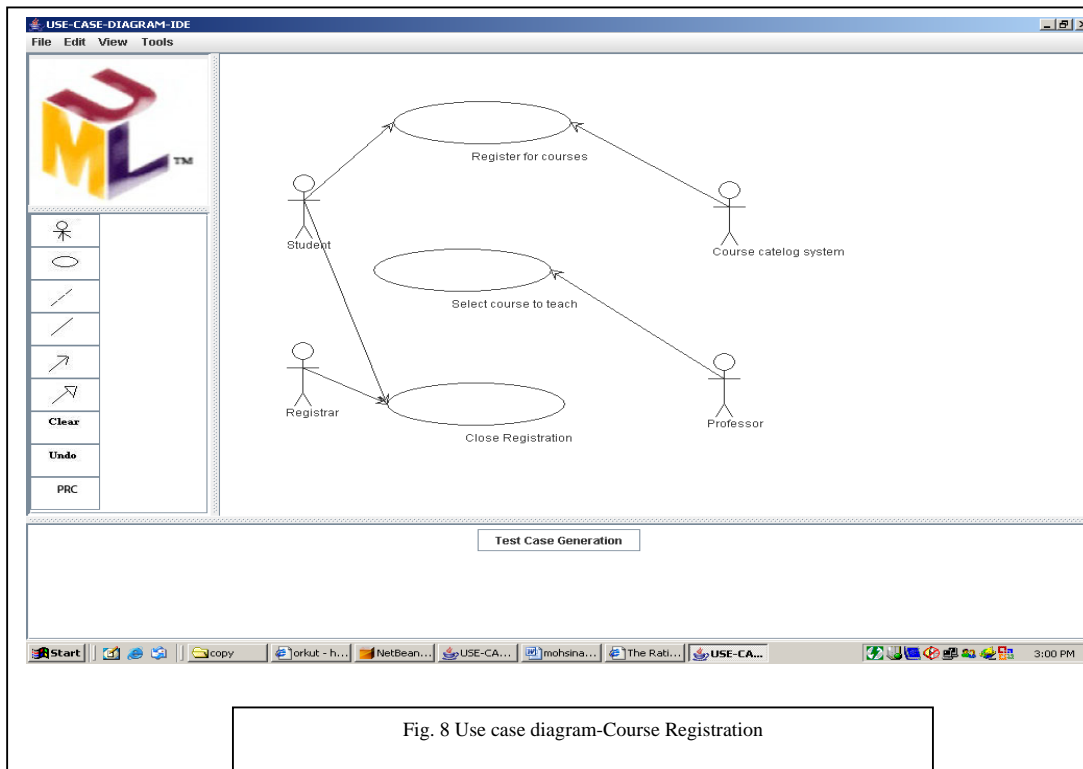 USE-CASE-DIAGRAM-IDE
File Edit View Tools
UML TM
Register for courses
Student
Course catelog system
Select course to teach
Registrar
Professor
Close Registration
Clear
Undo
PRC
Test Case Generation
Start copy orkut - h... NetBean... USE-CA... mohsina... The Rati... USE-CA... 3:00 PM
Fig. 8 Use case diagram-Course Registration